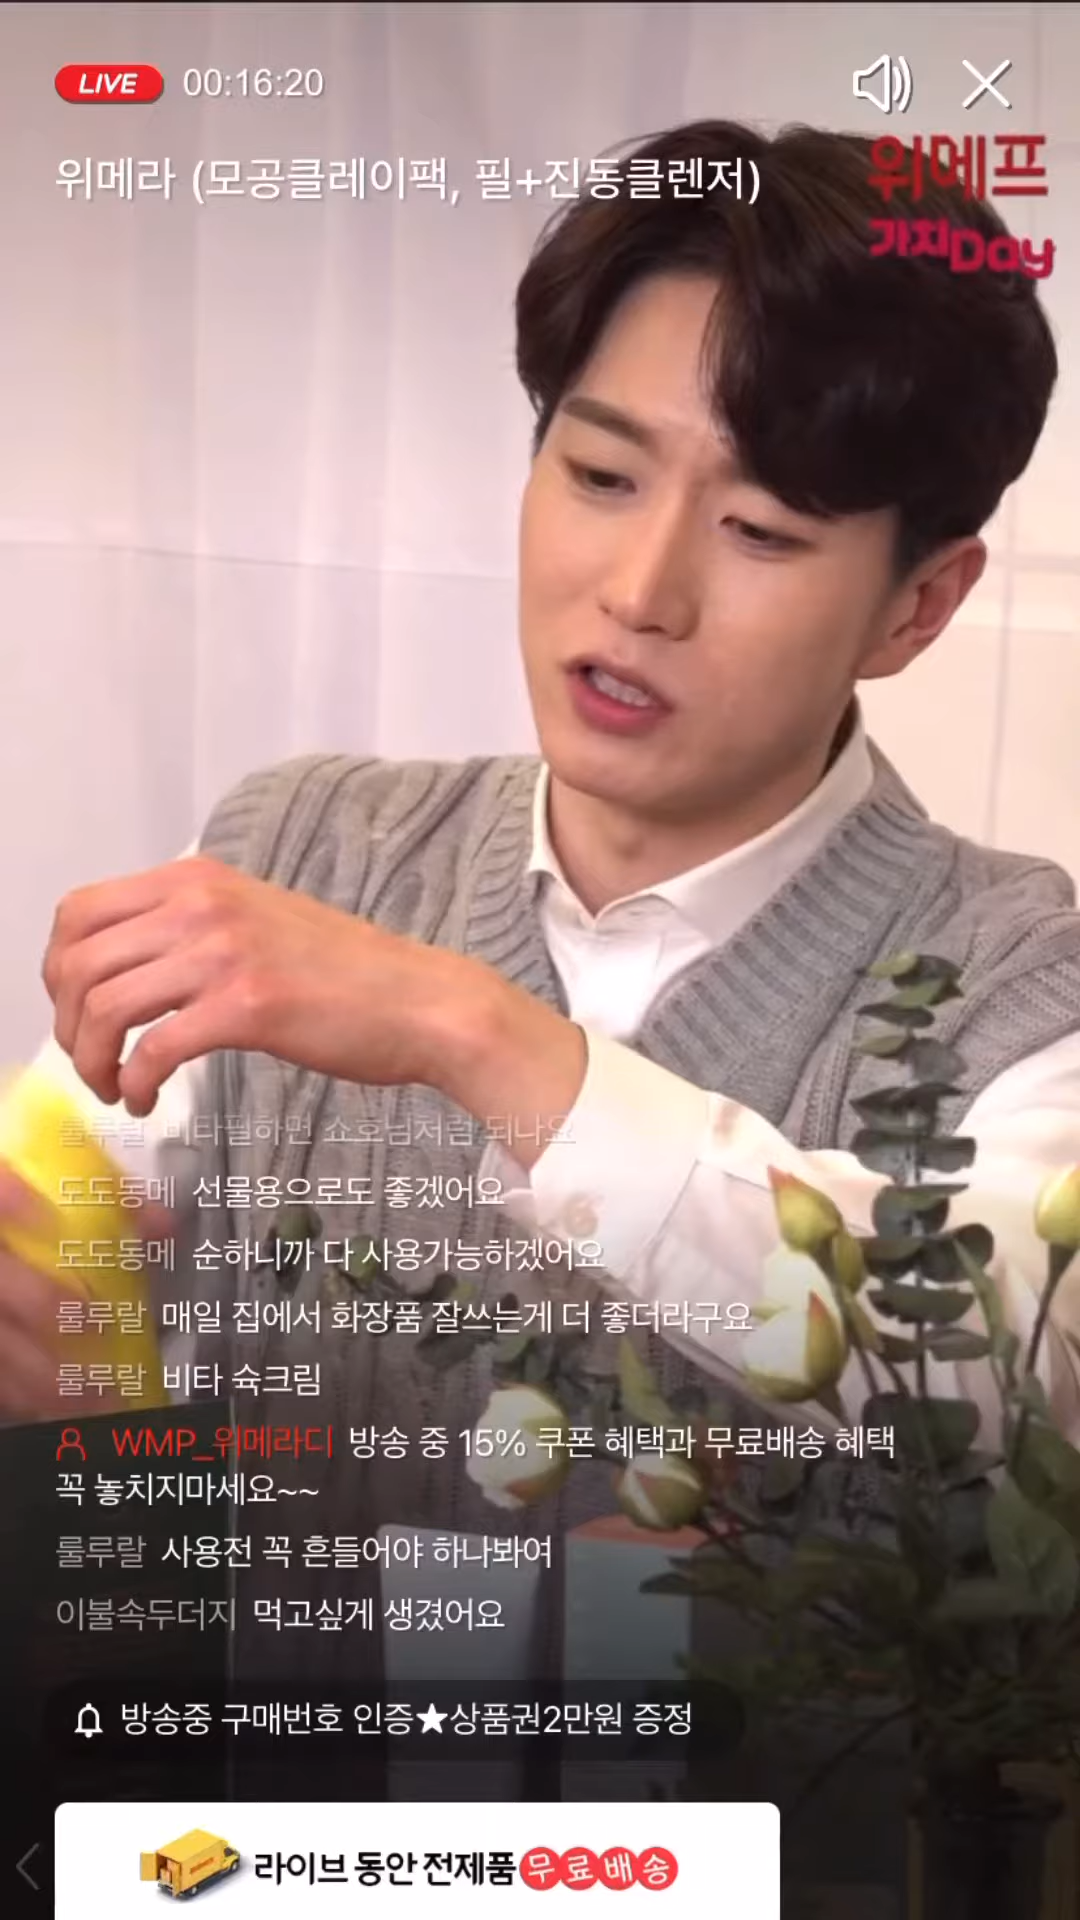 LIVE 00:16:20
위메라 (모공클레이팩, 필+진동클렌저)
위메프
가치Day
룰루랄 비타필하면 쇼호님처럼 되나요
도도동메 선물용으로도 좋겠어요
도도동메 순하니까 다 사용가능하겠어요
룰루랄 매일 집에서 화장품 잘쓰는게 더 좋더라구요
룰루랄 비타 슉크림
WMP_위메라디 방송 중 15% 쿠폰 혜택과 무료배송 혜택
꼭 놓치지마세요~~
룰루랄 사용전 꼭 흔들어야 하나봐여
이불속두더지 먹고싶게 생겼어요
방송중 구매번호 인증★상품권2만원 증정
라이브 동안 전제품 무료배송